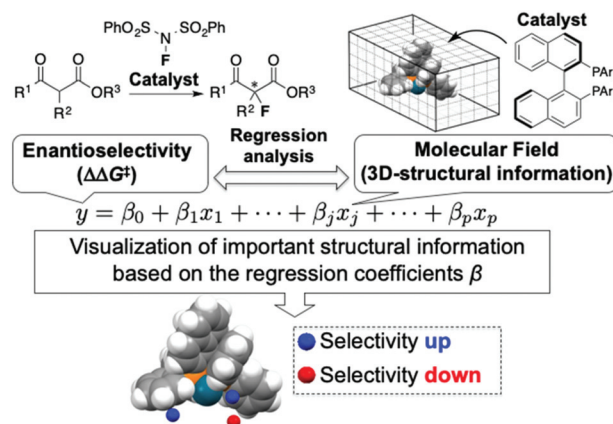 PhO₂S SO₂Ph
N
F
Catalyst
O O
R¹ OR³
R²
O O
*
R¹ OR³
R² F
Catalyst
PAr
PAr
Regression
analysis
Enantioselectivity
(ΔΔG‡)
Molecular Field
(3D-structural information)
y = β₀ + β₁x₁ + ··· + βⱼxⱼ + ··· + βₚxₚ
Visualization of important structural information
based on the regression coefficients β
Selectivity up
Selectivity down